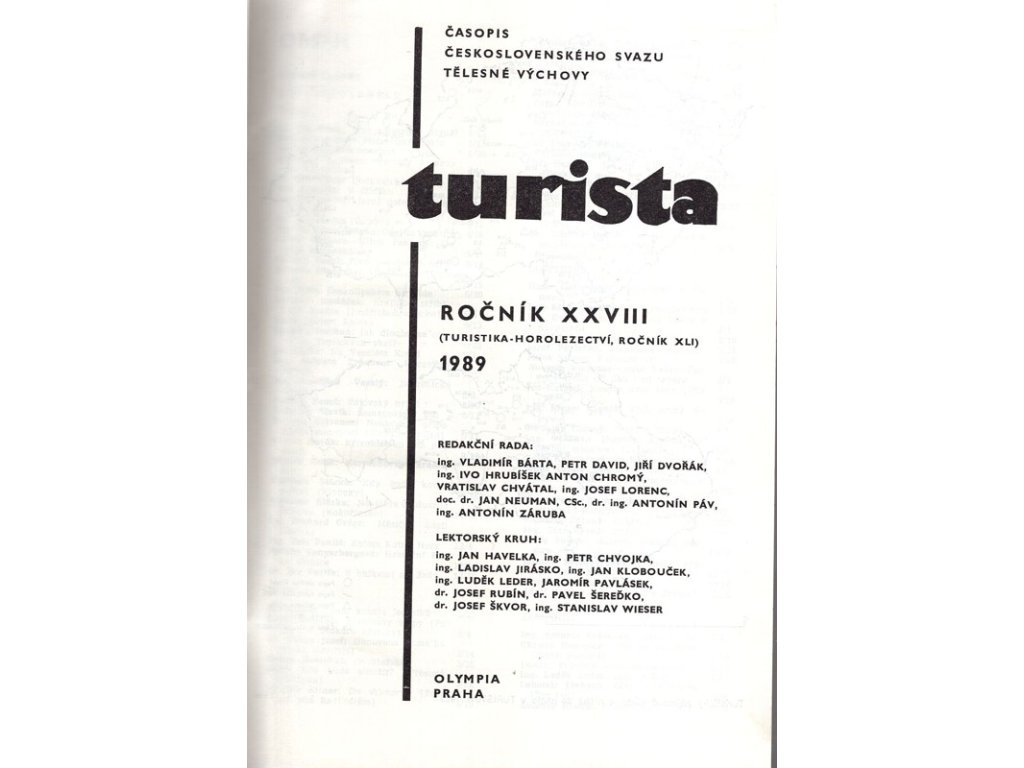 ČASOPIS
ČESKOSLOVENSKÉHO SVAZU
TĚLESNÉ VÝCHOVY
turista
ROČNÍK XXVIII
(TURISTIKA-HOROLEZECTVÍ, ROČNÍK XLI)
1989
REDAKČNÍ RADA:
ing. VLADIMÍR BÁRTA, PETR DAVID, JIŘÍ DVOŘÁK,
ing. IVO HRUBÍŠEK ANTON CHROMÝ,
VRATISLAV CHVÁTAL, ing. JOSEF LORENC,
doc. dr. JAN NEUMAN, CSc., dr. ing. ANTONÍN PÁV,
ing. ANTONÍN ZÁRUBA
LEKTORSKÝ KRUH:
ing. JAN HAVELKA, ing. PETR CHVOJKA,
ing. LADISLAV JIRÁSKO, ing. JAN KLOBOUČEK,
ing. LUDĚK LEDER, JAROMÍR PAVLÁSEK,
dr. JOSEF RUBÍN, dr. PAVEL ŠEREĎKO,
dr. JOSEF ŠKVOR, ing. STANISLAV WIESER
OLYMPIA
PRAHA